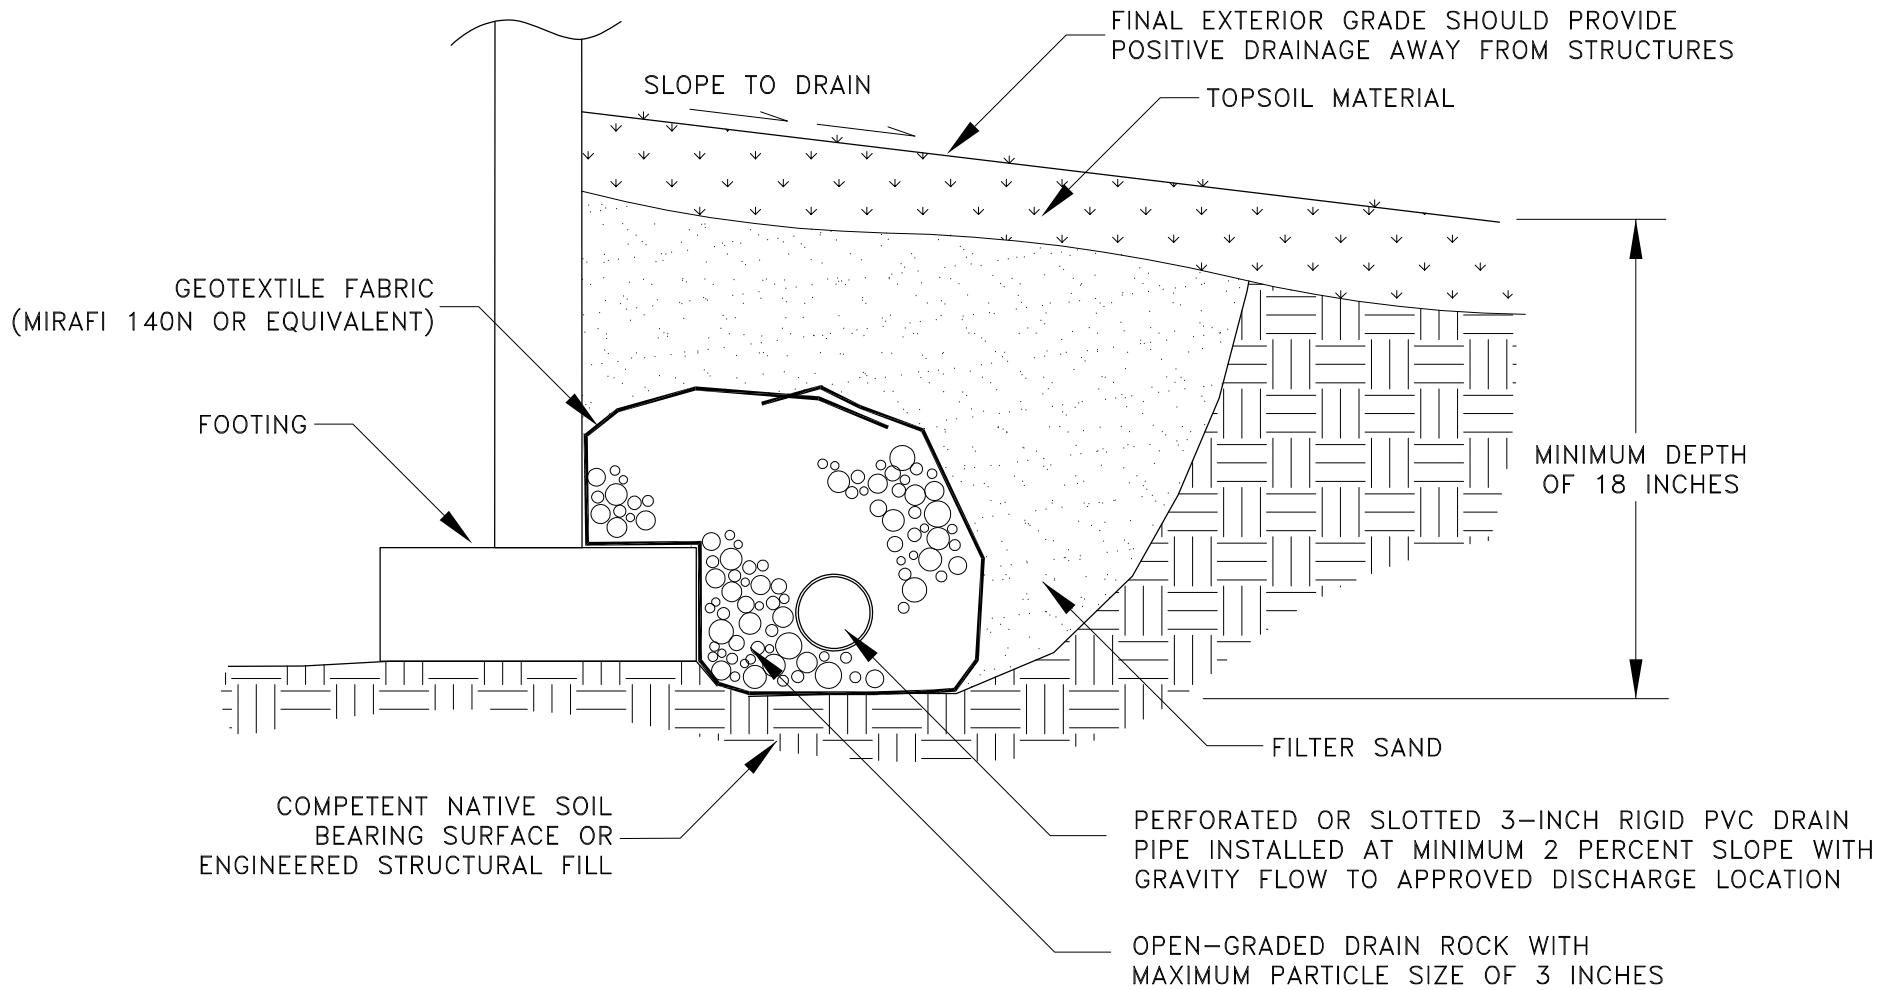 FINAL EXTERIOR GRADE SHOULD PROVIDE
POSITIVE DRAINAGE AWAY FROM STRUCTURES
SLOPE TO DRAIN
TOPSOIL MATERIAL
GEOTEXTILE FABRIC
(MIRAFI 140N OR EQUIVALENT)
FOOTING
MINIMUM DEPTH
OF 18 INCHES
FILTER SAND
COMPETENT NATIVE SOIL
BEARING SURFACE OR
ENGINEERED STRUCTURAL FILL
PERFORATED OR SLOTTED 3-INCH RIGID PVC DRAIN
PIPE INSTALLED AT MINIMUM 2 PERCENT SLOPE WITH
GRAVITY FLOW TO APPROVED DISCHARGE LOCATION
OPEN-GRADED DRAIN ROCK WITH
MAXIMUM PARTICLE SIZE OF 3 INCHES